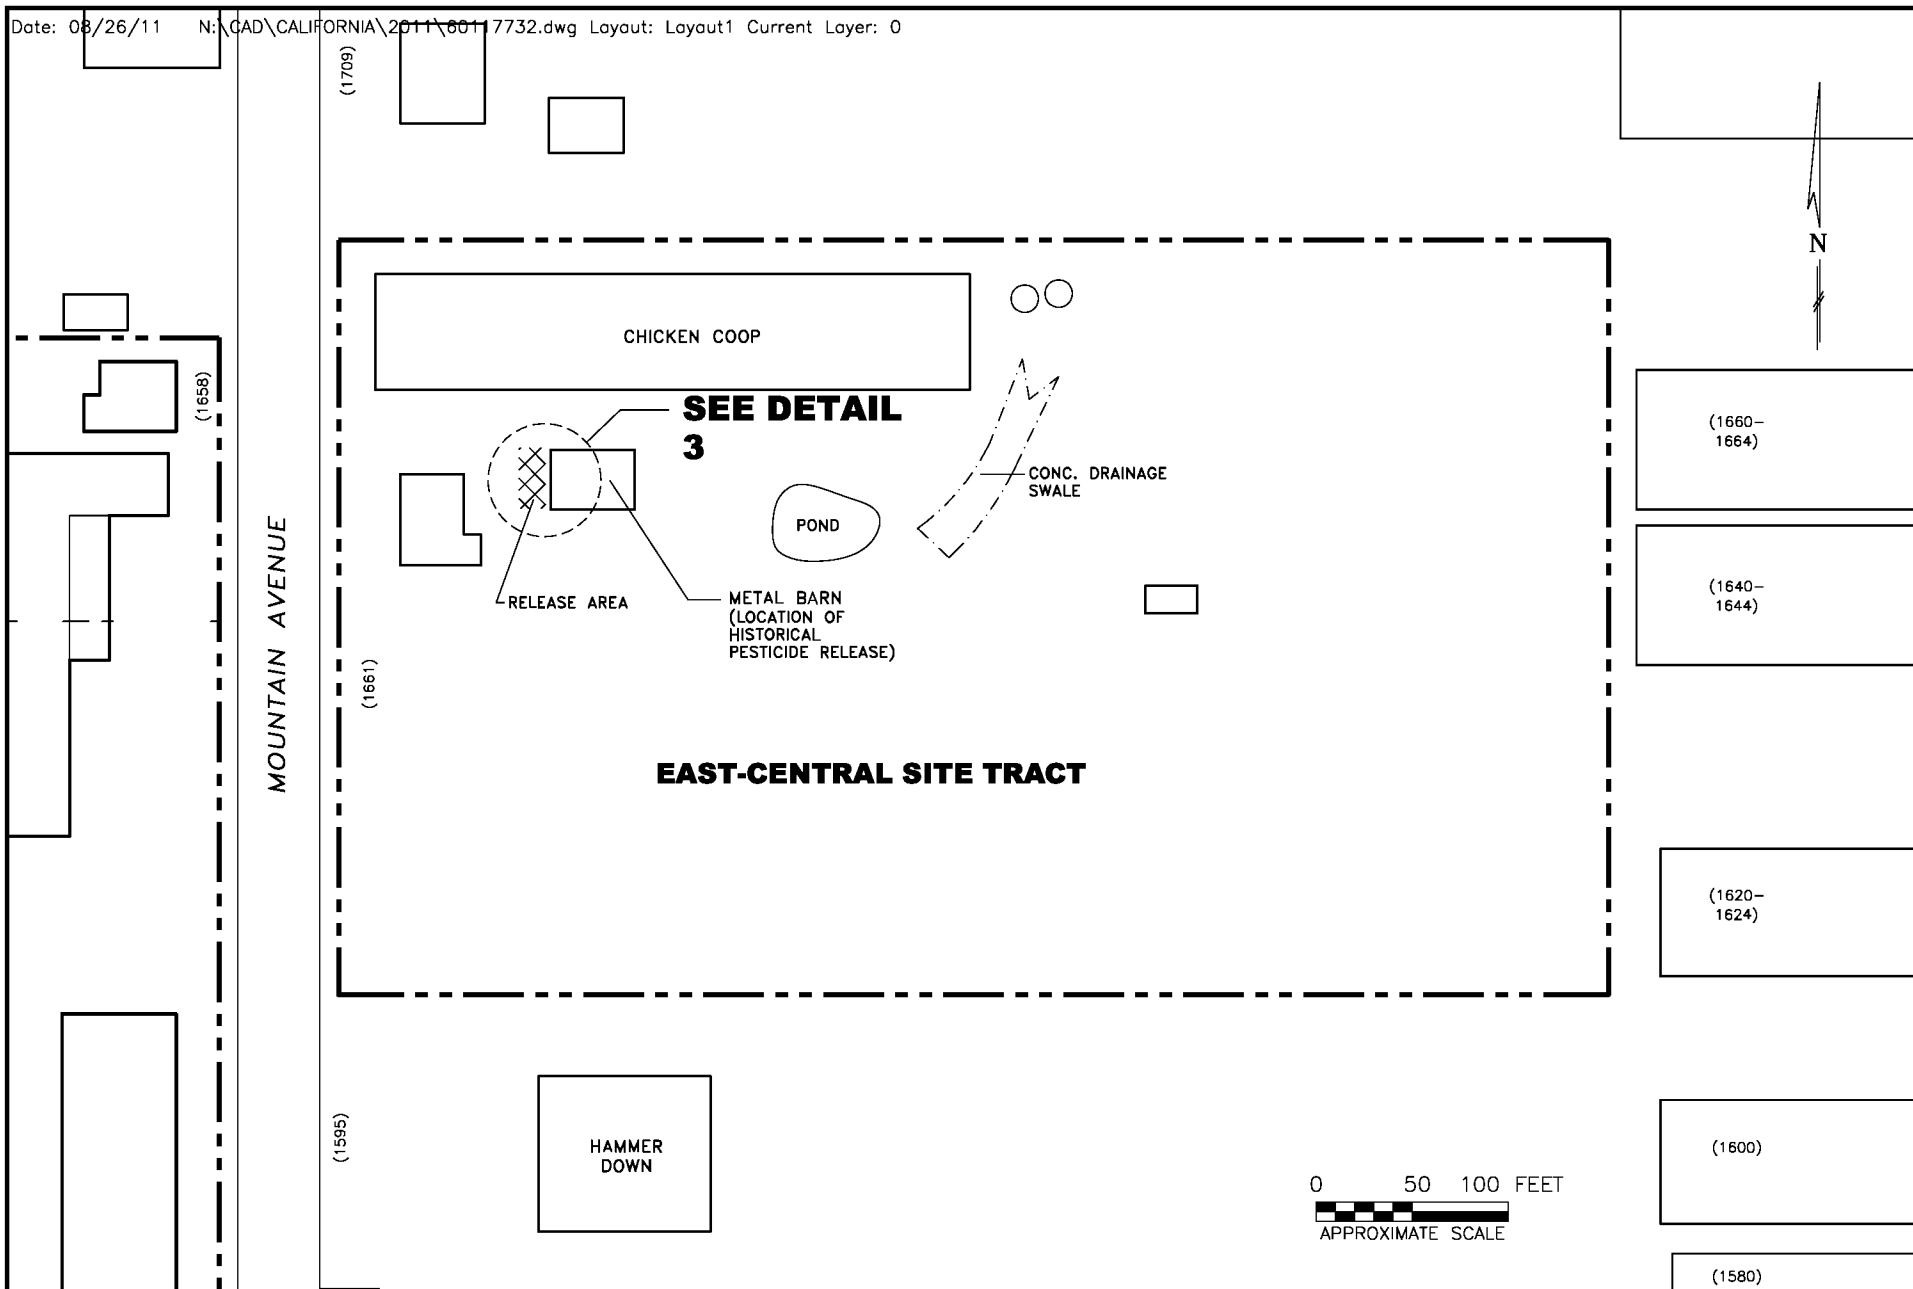 Date: 08/26/11 N:\CAD\CALIFORNIA\2011\60117732.dwg Layout: Layout1 Current Layer: 0
(1709)
N
CHICKEN COOP
(1658)
SEE DETAIL
3
(1660-
1664)
CONC. DRAINAGE
SWALE
POND
MOUNTAIN AVENUE
RELEASE AREA
METAL BARN
(LOCATION OF
HISTORICAL
PESTICIDE RELEASE)
(1640-
1644)
(1661)
EAST-CENTRAL SITE TRACT
(1620-
1624)
(1595)
HAMMER
DOWN
(1600)
0 50 100 FEET
APPROXIMATE SCALE
(1580)